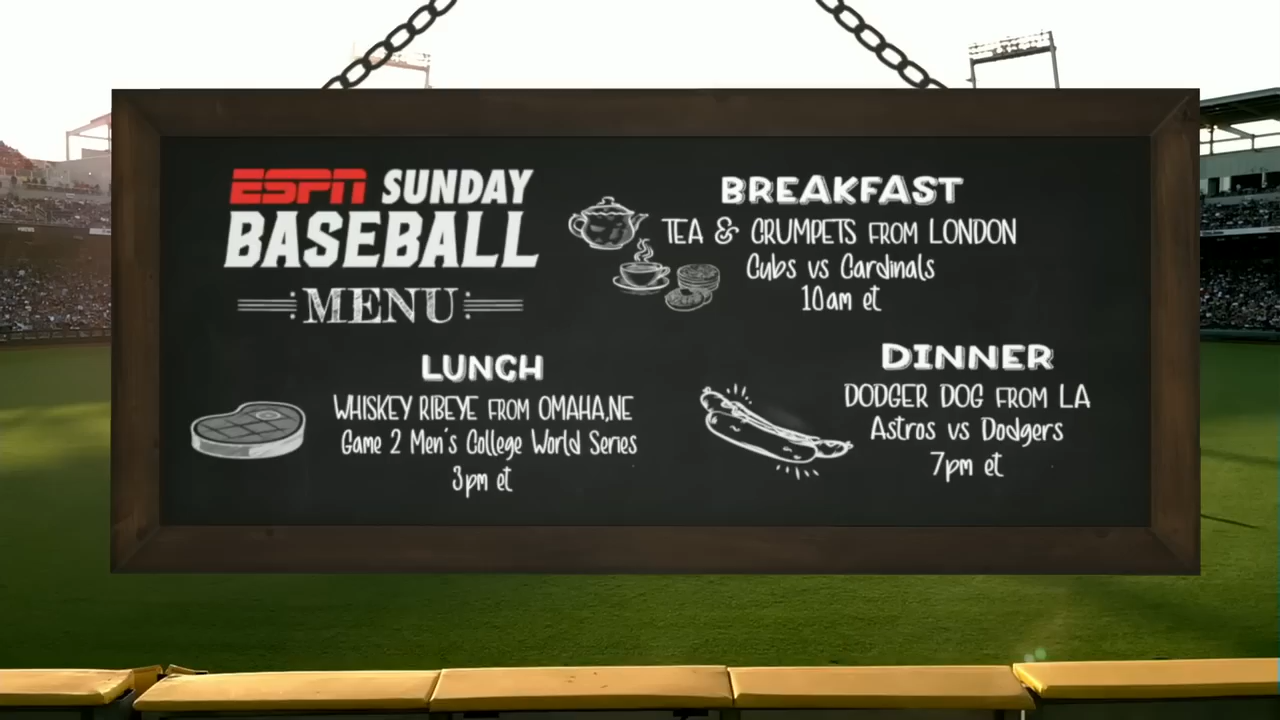 ESPN SUNDAY
BASEBALL
MENU
BREAKFAST
TEA & CRUMPETS FROM LONDON
Cubs vs Cardinals
10am et
LUNCH
WHISKEY RIBEYE FROM OMAHA,NE
Game 2 Men's College World Series
3pm et
DINNER
DODGER DOG FROM LA
Astros vs Dodgers
7pm et